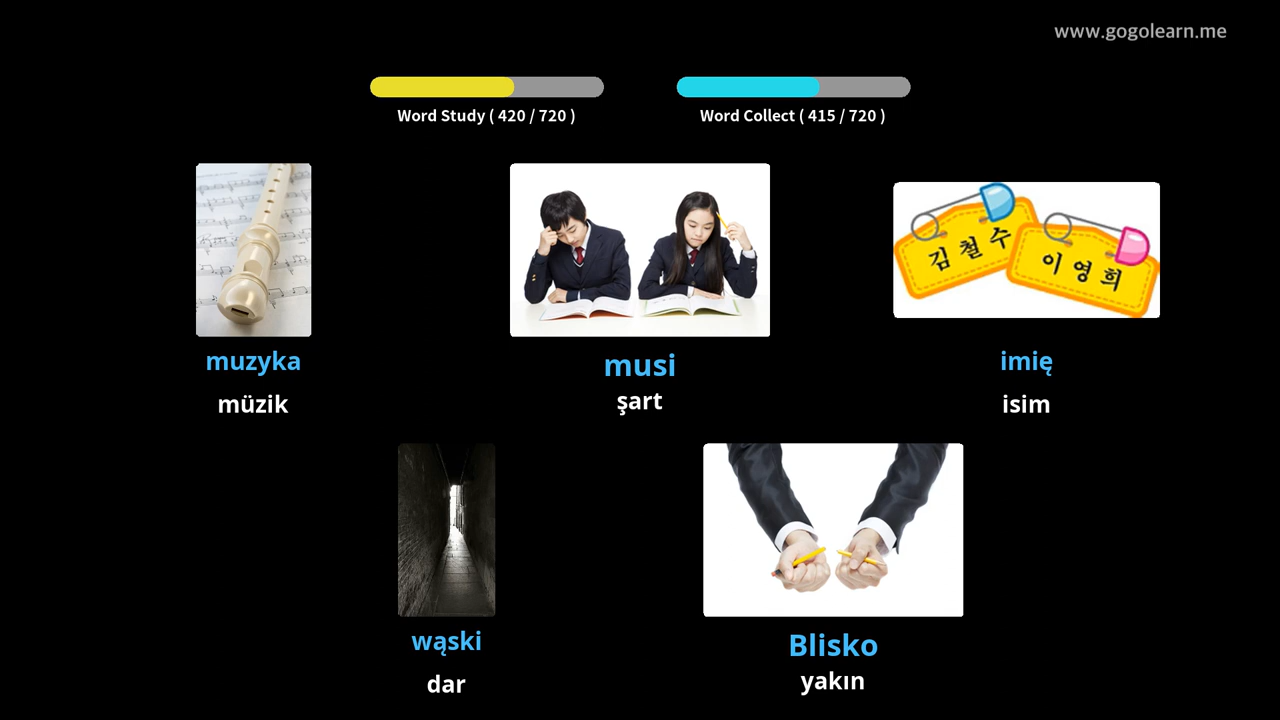 www.gogolearn.me
Word Study ( 420 / 720 )
Word Collect ( 415 / 720 )
김철수
이영희
muzyka
müzik
musi
şart
imię
isim
wąski
dar
Blisko
yakın